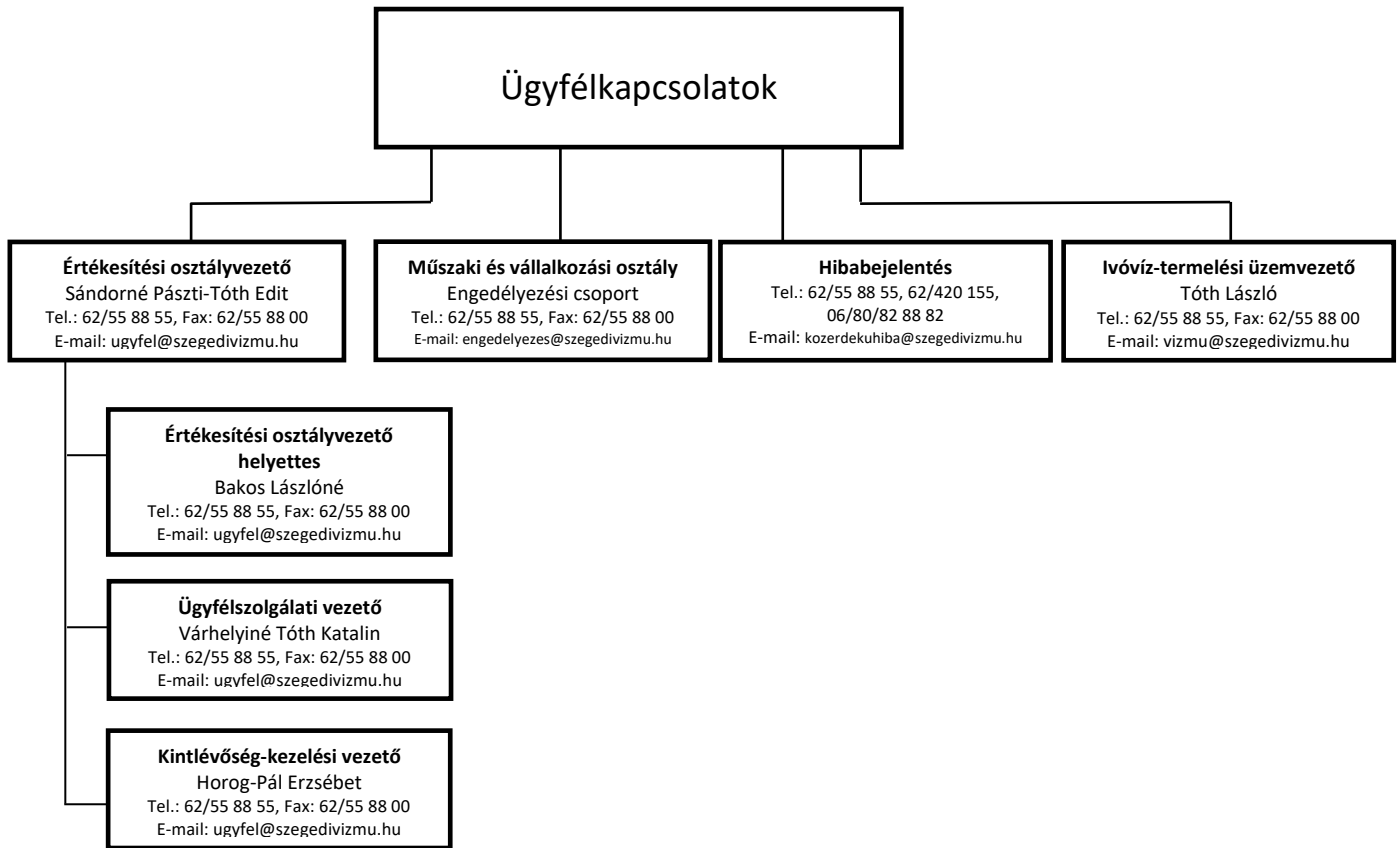 Ügyfélkapcsolatok
Értékesítési osztályvezető
Sándorné Pászti-Tóth Edit
Tel.: 62/55 88 55, Fax: 62/55 88 00
E-mail: ugyfel@szegedivizmu.hu
Műszaki és vállalkozási osztály
Engedélyezési csoport
Tel.: 62/55 88 55, Fax: 62/55 88 00
E-mail: engedelyezes@szegedivizmu.hu
Hibabejelentés
Tel.: 62/55 88 55, 62/420 155,
06/80/82 88 82
E-mail: kozerdekuhiba@szegedivizmu.hu
Ivóvíz-termelési üzemvezető
Tóth László
Tel.: 62/55 88 55, Fax: 62/55 88 00
E-mail: vizmu@szegedivizmu.hu
Értékesítési osztályvezető
helyettes
Bakos Lászlóné
Tel.: 62/55 88 55, Fax: 62/55 88 00
E-mail: ugyfel@szegedivizmu.hu
Ügyfélszolgálati vezető
Várhelyiné Tóth Katalin
Tel.: 62/55 88 55, Fax: 62/55 88 00
E-mail: ugyfel@szegedivizmu.hu
Kintlévőség-kezelési vezető
Horog-Pál Erzsébet
Tel.: 62/55 88 55, Fax: 62/55 88 00
E-mail: ugyfel@szegedivizmu.hu